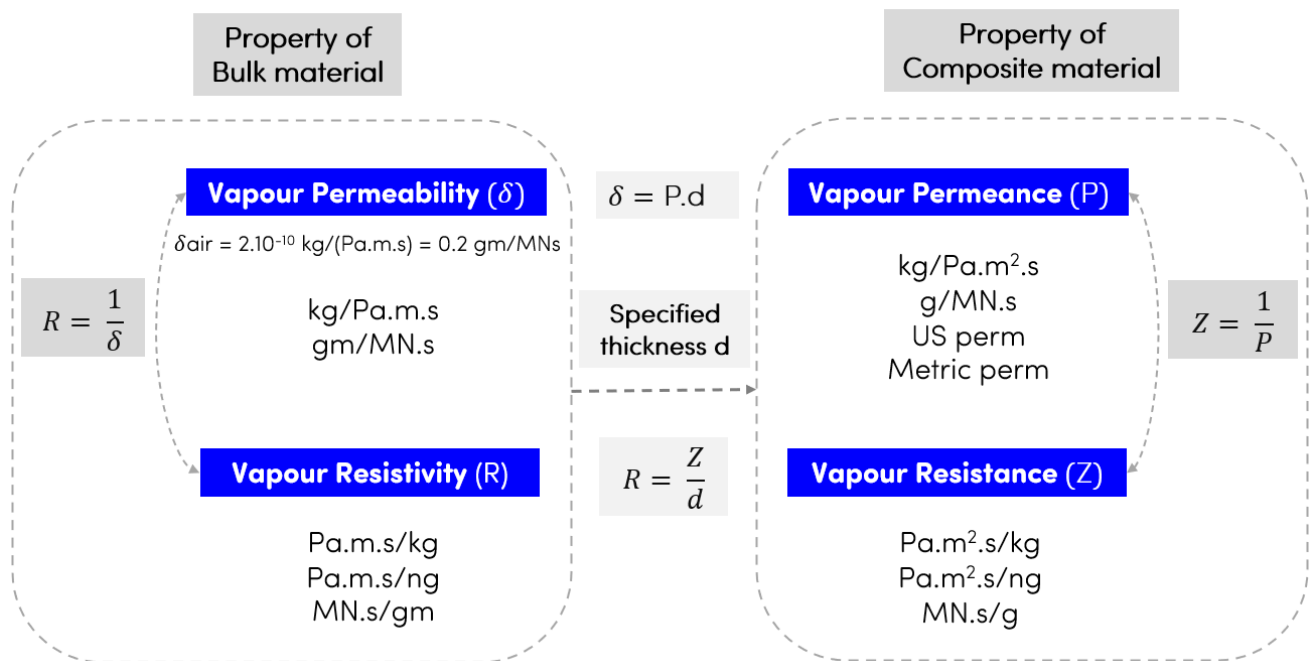 Property of
Bulk material
Property of
Composite material
Vapour Permeability (δ)
δair = 2.10⁻¹⁰ kg/(Pa.m.s) = 0.2 gm/MNs
kg/Pa.m.s
gm/MN.s
R = 1/δ
Vapour Resistivity (R)
Pa.m.s/kg
Pa.m.s/ng
MN.s/gm
δ = P.d
Specified
thickness d
R = Z/d
Vapour Permeance (P)
kg/Pa.m².s
g/MN.s
US perm
Metric perm
Z = 1/P
Vapour Resistance (Z)
Pa.m².s/kg
Pa.m².s/ng
MN.s/g